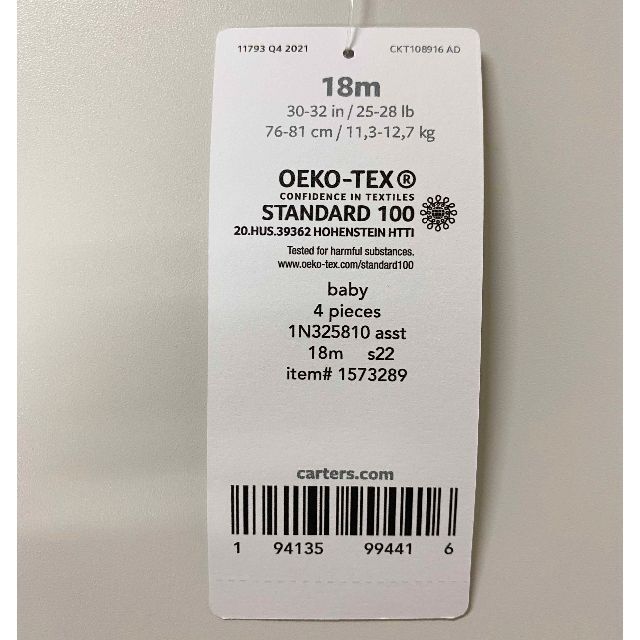 11793 Q4 2021 CKT108916 AD
18m
30-32 in / 25-28 lb
76-81 cm / 11,3-12,7 kg
OEKO-TEX®
CONFIDENCE IN TEXTILES
STANDARD 100
20.HUS.39362 HOHENSTEIN HTTI
Tested for harmful substances.
www.oeko-tex.com/standard100
baby
4 pieces
1N325810 asst
18m s22
item# 1573289
carters.com
1 94135 99441 6